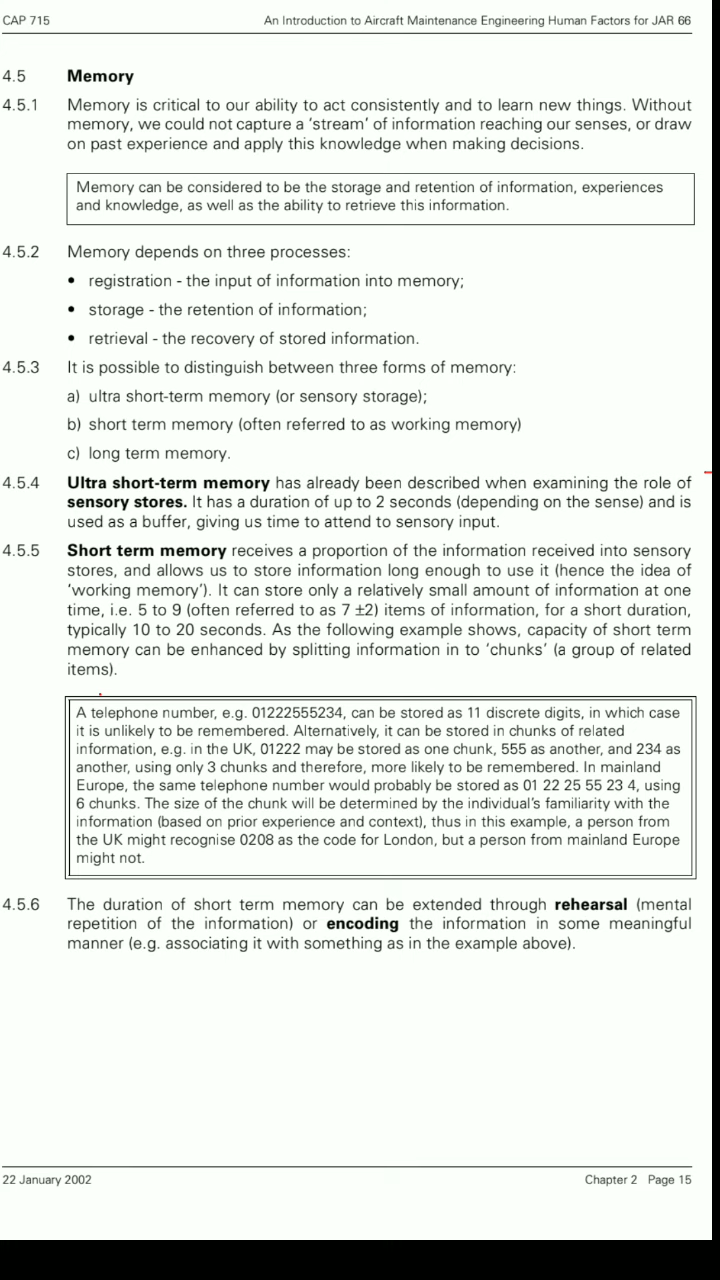 CAP 715 An Introduction to Aircraft Maintenance Engineering Human Factors for JAR 66
4.5 Memory
4.5.1 Memory is critical to our ability to act consistently and to learn new things. Without
memory, we could not capture a ‘stream’ of information reaching our senses, or draw
on past experience and apply this knowledge when making decisions.
Memory can be considered to be the storage and retention of information, experiences
and knowledge, as well as the ability to retrieve this information.
4.5.2 Memory depends on three processes:
• registration - the input of information into memory;
• storage - the retention of information;
• retrieval - the recovery of stored information.
4.5.3 It is possible to distinguish between three forms of memory:
a) ultra short-term memory (or sensory storage);
b) short term memory (often referred to as working memory)
c) long term memory.
4.5.4 Ultra short-term memory has already been described when examining the role of
sensory stores. It has a duration of up to 2 seconds (depending on the sense) and is
used as a buffer, giving us time to attend to sensory input.
4.5.5 Short term memory receives a proportion of the information received into sensory
stores, and allows us to store information long enough to use it (hence the idea of
‘working memory’). It can store only a relatively small amount of information at one
time, i.e. 5 to 9 (often referred to as 7 ±2) items of information, for a short duration,
typically 10 to 20 seconds. As the following example shows, capacity of short term
memory can be enhanced by splitting information in to ‘chunks’ (a group of related
items).
A telephone number, e.g. 01222555234, can be stored as 11 discrete digits, in which case
it is unlikely to be remembered. Alternatively, it can be stored in chunks of related
information, e.g. in the UK, 01222 may be stored as one chunk, 555 as another, and 234 as
another, using only 3 chunks and therefore, more likely to be remembered. In mainland
Europe, the same telephone number would probably be stored as 01 22 25 55 23 4, using
6 chunks. The size of the chunk will be determined by the individual’s familiarity with the
information (based on prior experience and context), thus in this example, a person from
the UK might recognise 0208 as the code for London, but a person from mainland Europe
might not.
4.5.6 The duration of short term memory can be extended through rehearsal (mental
repetition of the information) or encoding the information in some meaningful
manner (e.g. associating it with something as in the example above).
22 January 2002 Chapter 2 Page 15